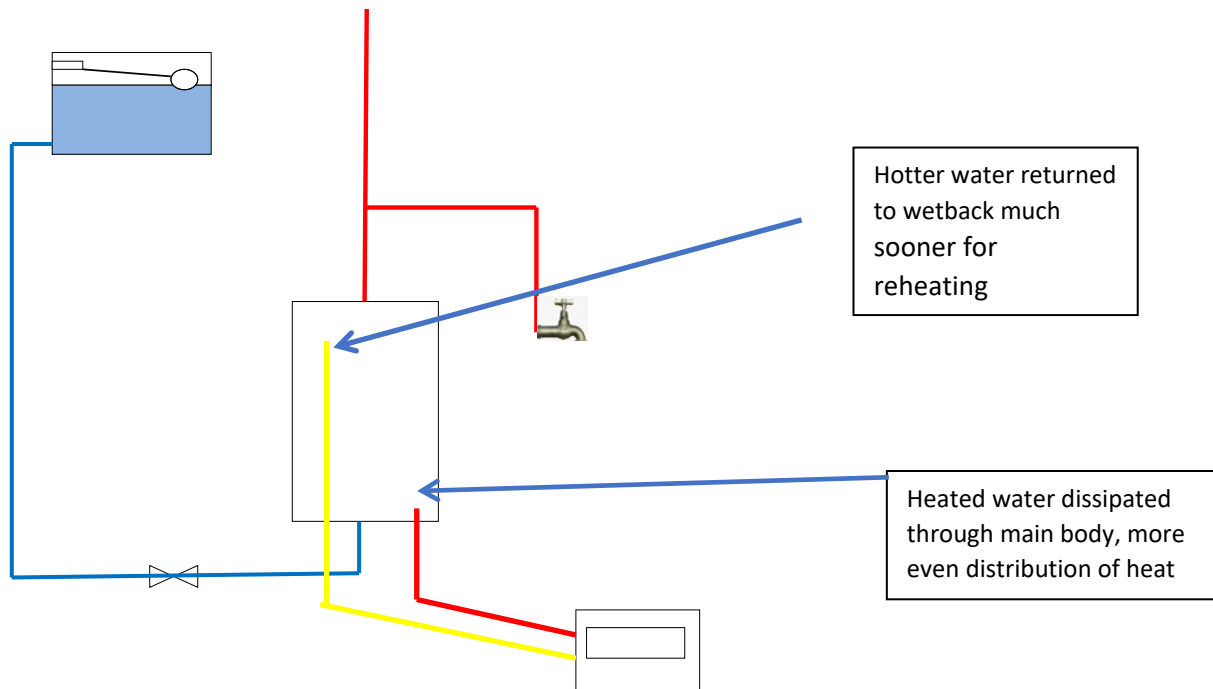 Hotter water returned
to wetback much
sooner for
reheating
Heated water dissipated
through main body, more
even distribution of heat